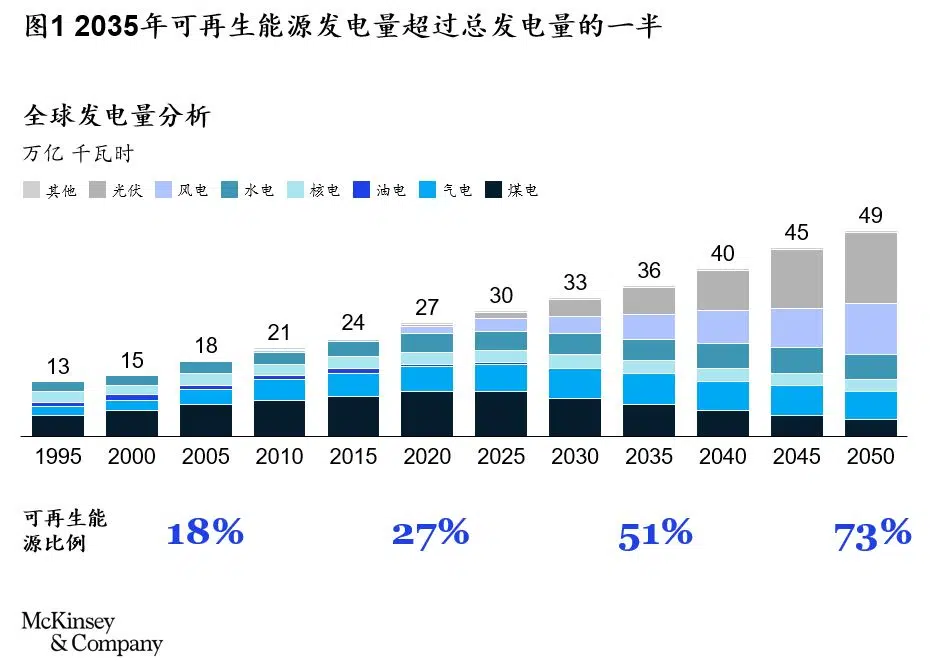 图1 2035年可再生能源发电量超过总发电量的一半
全球发电量分析
万亿 千瓦时
其他 光伏 风电 水电 核电 油电 气电 煤电
13 15 18 21 24 27 30 33 36 40 45 49
1995 2000 2005 2010 2015 2020 2025 2030 2035 2040 2045 2050
可再生能
源比例
18% 27% 51% 73%
McKinsey
& Company